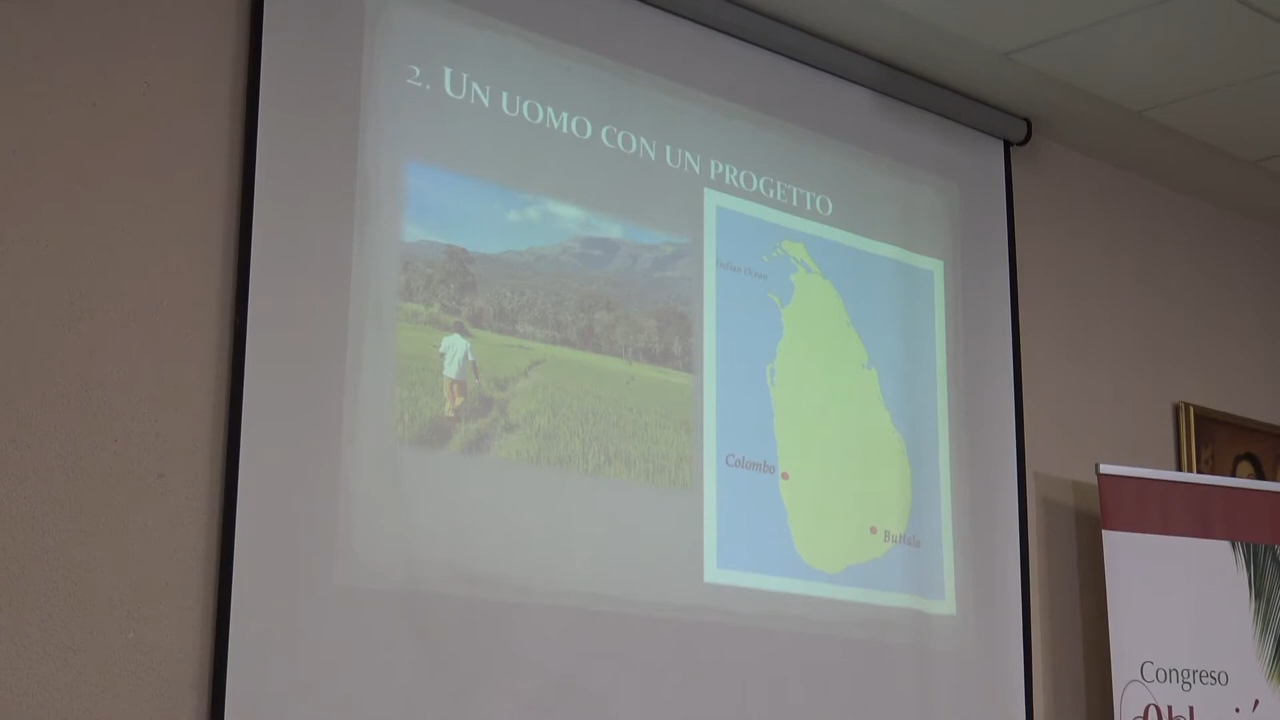 2. UN UOMO CON UN PROGETTO
Indian Ocean
Colombo
Buttala
Congreso